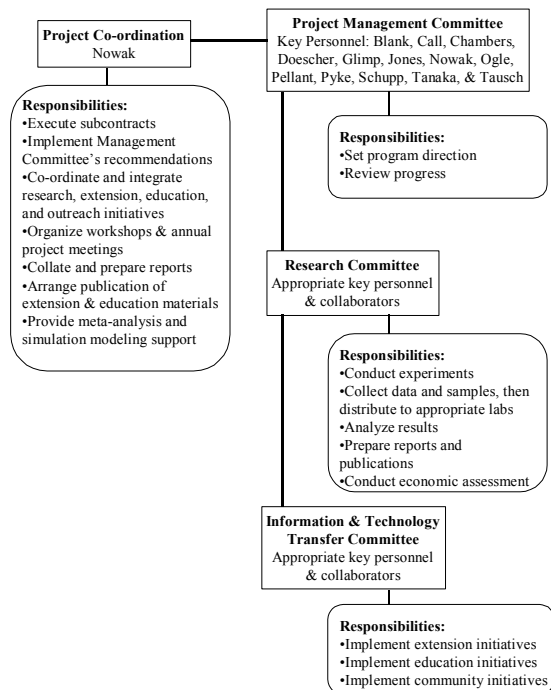 Project Co-ordination
Nowak
Project Management Committee
Key Personnel: Blank, Call, Chambers,
Doescher, Glimp, Jones, Nowak, Ogle,
Pellant, Pyke, Schupp, Tanaka, & Tausch
Responsibilities:
•Execute subcontracts
•Implement Management
Committee's recommendations
•Co-ordinate and integrate
research, extension, education,
and outreach initiatives
•Organize workshops & annual
project meetings
•Collate and prepare reports
•Arrange publication of
extension & education materials
•Provide meta-analysis and
simulation modeling support
Responsibilities:
•Set program direction
•Review progress
Research Committee
Appropriate key personnel
& collaborators
Responsibilities:
•Conduct experiments
•Collect data and samples, then
distribute to appropriate labs
•Analyze results
•Prepare reports and
publications
•Conduct economic assessment
Information & Technology
Transfer Committee
Appropriate key personnel
& collaborators
Responsibilities:
•Implement extension initiatives
•Implement education initiatives
•Implement community initiatives